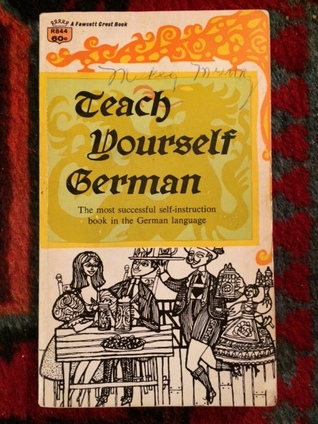 A Fawcett Crest Book
R844
60¢
Teach
Yourself
German
The most successful self-instruction
book in the German language